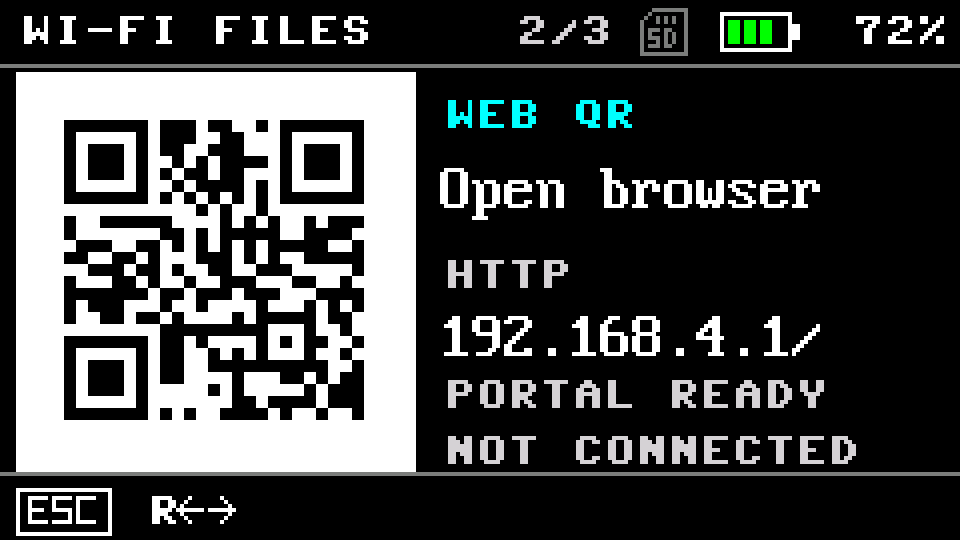 WI-FI FILES 2/3 SD 72%
WEB QR
Open browser
HTTP
192.168.4.1/
PORTAL READY
NOT CONNECTED
ESC R←→